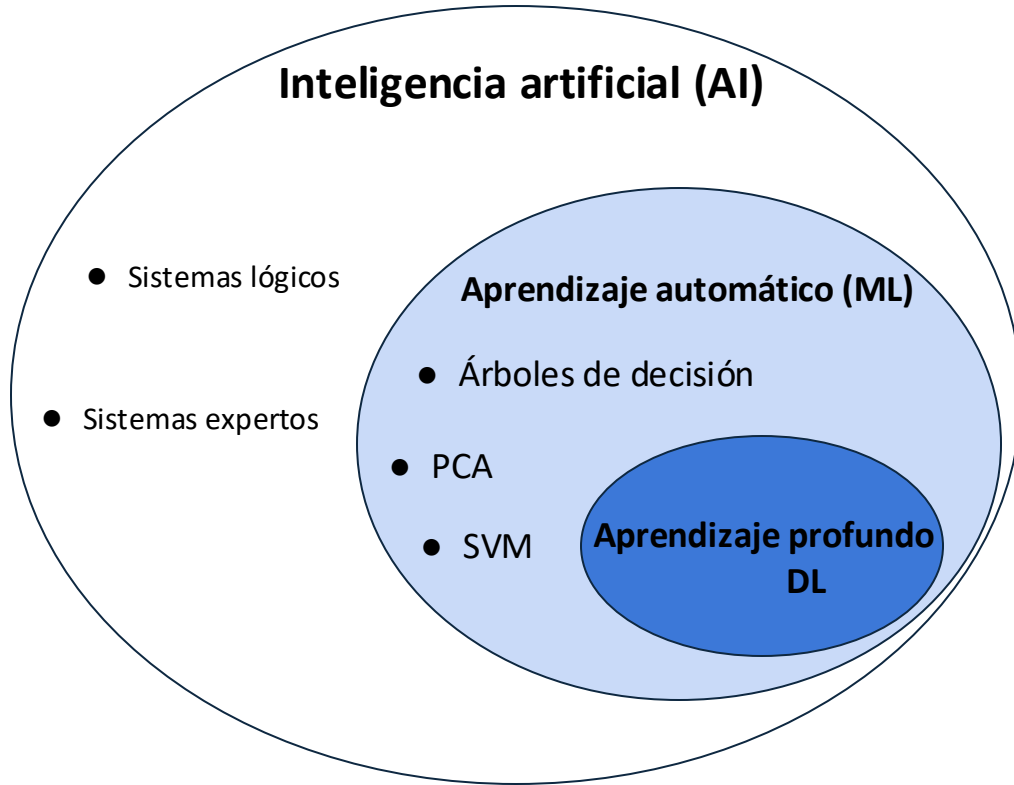 Inteligencia artificial (AI)
● Sistemas lógicos
Aprendizaje automático (ML)
● Árboles de decisión
● Sistemas expertos
● PCA
● SVM
Aprendizaje profundo
DL